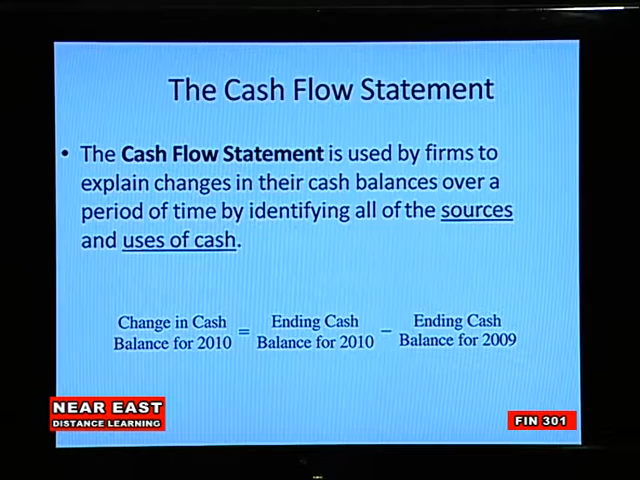 The Cash Flow Statement
• The Cash Flow Statement is used by firms to
explain changes in their cash balances over a
period of time by identifying all of the sources
and uses of cash.
Change in Cash
Balance for 2010
=
Ending Cash
Balance for 2010
−
Ending Cash
Balance for 2009
NEAR EAST
DISTANCE LEARNING
FIN 301